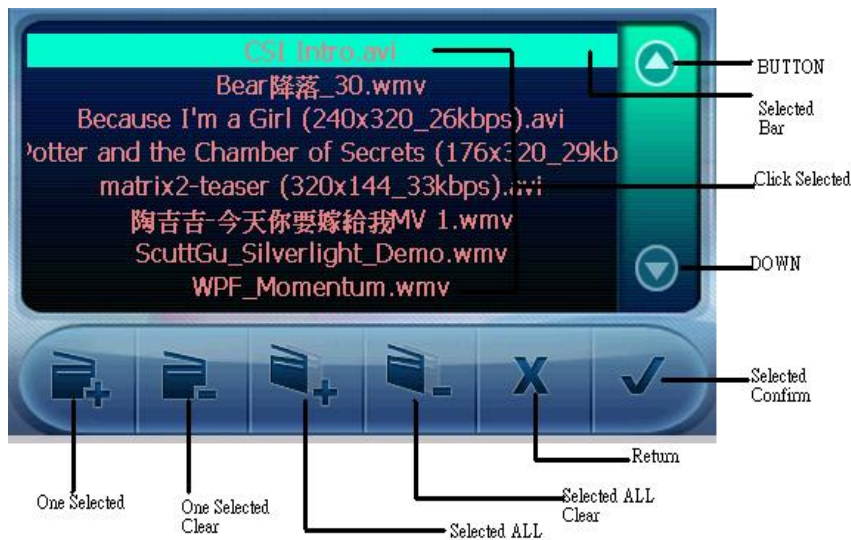 CSI Intro.avi
Bear降落_30.wmv
Because I'm a Girl (240x320_26kbps).avi
Potter and the Chamber of Secrets (176x320_29kb
matrix2-teaser (320x144_33kbps).avi
陶吉吉-今天你要嫁給我MV 1.wmv
ScuttGu_Silverlight_Demo.wmv
WPF_Momentum.wmv
BUTTON
Selected
Bar
Click Selected
DOWN
X
Selected
Confirm
Return
One Selected
One Selected
Clear
Selected ALL
Selected ALL
Clear